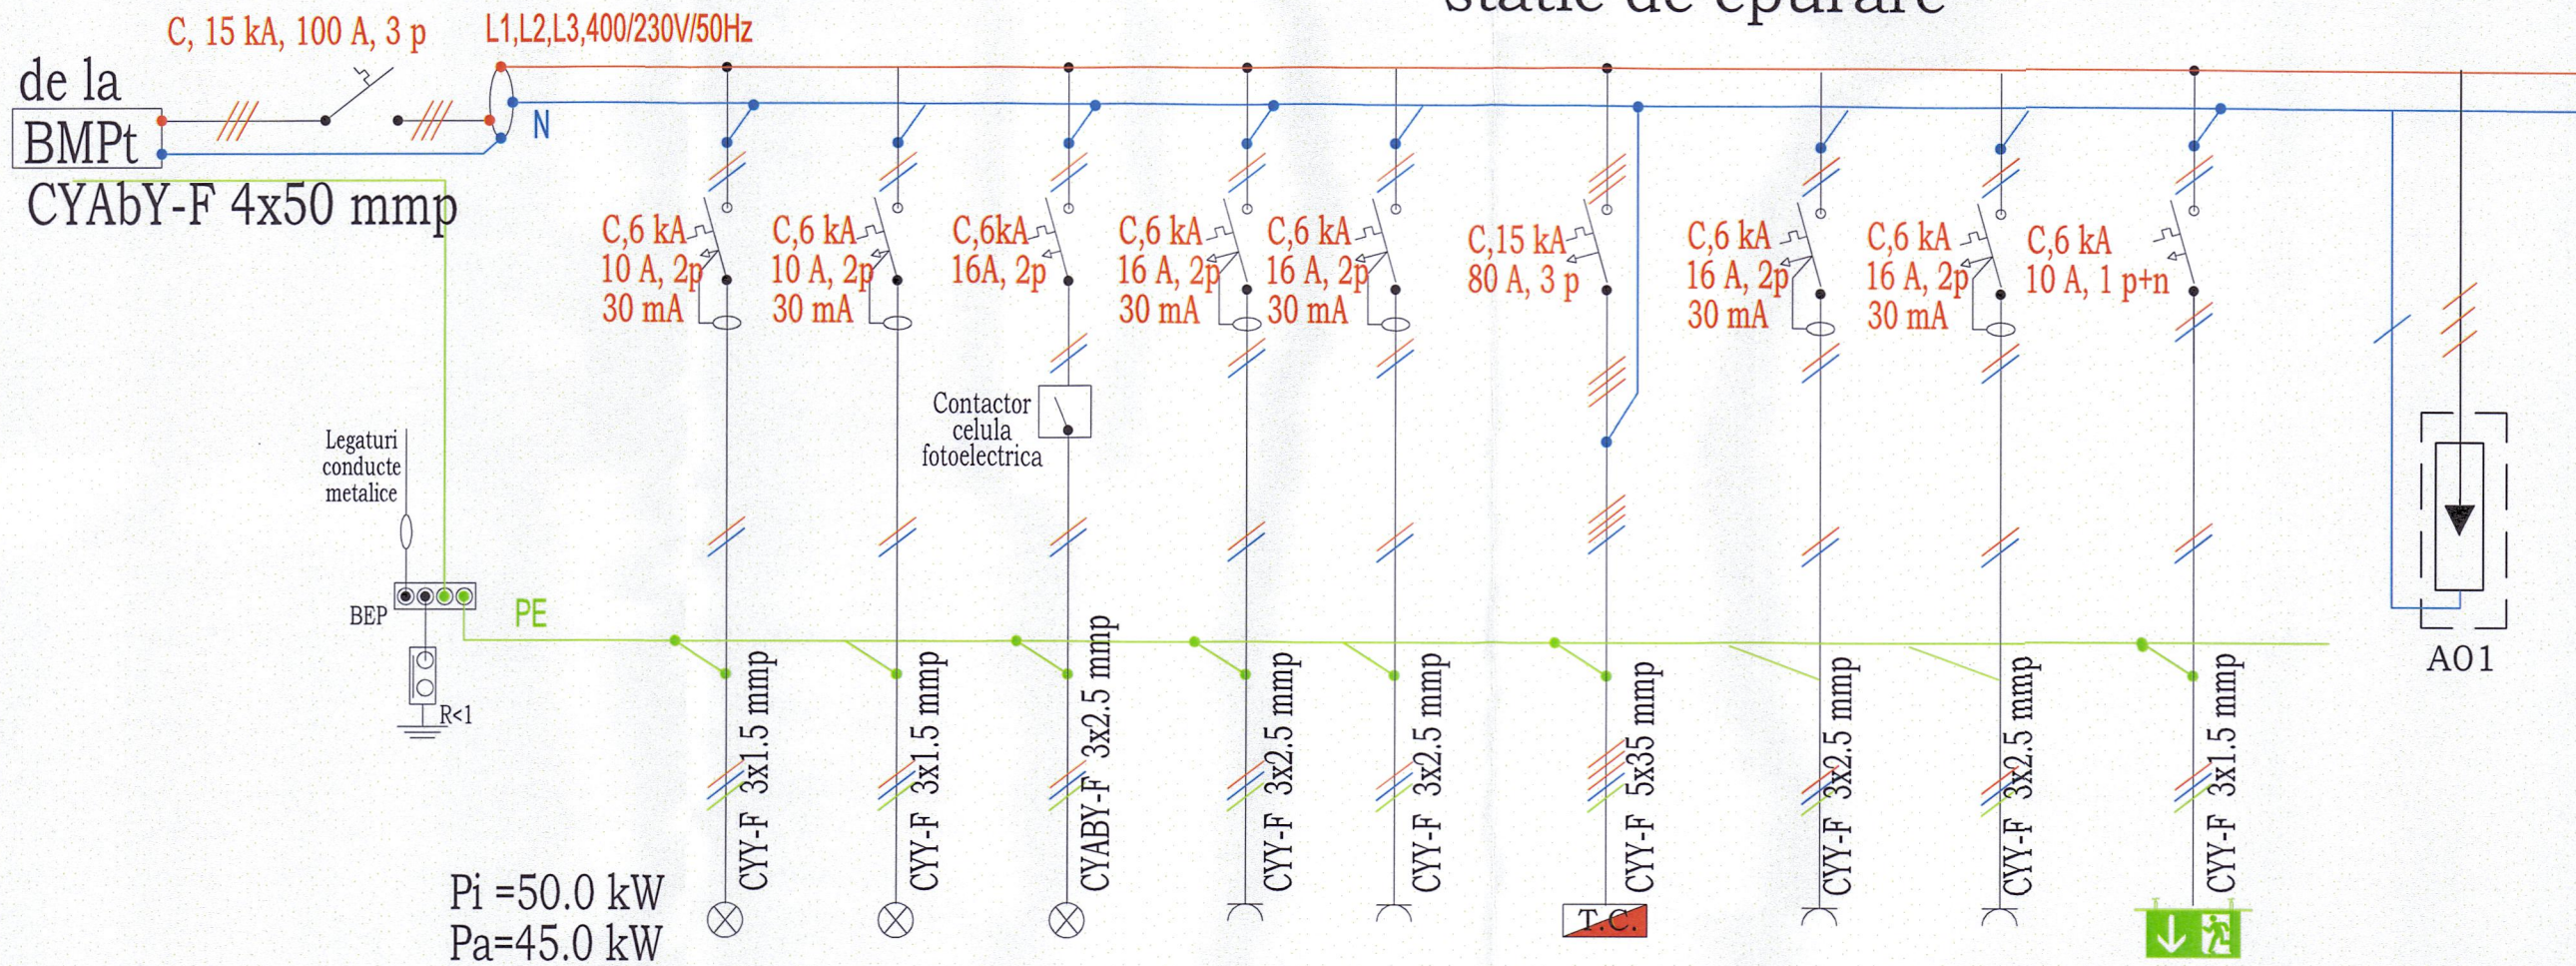 static de epurare
C, 15 kA, 100 A, 3 p
L1,L2,L3,400/230V/50Hz
de la
BMPt
N
CYAbY-F 4x50 mmp
C,6 kA
10 A, 2p
30 mA
C,6 kA
10 A, 2p
30 mA
C,6kA
16A, 2p
C,6 kA
16 A, 2p
30 mA
C,6 kA
16 A, 2p
30 mA
C,15 kA
80 A, 3 p
C,6 kA
16 A, 2p
30 mA
C,6 kA
16 A, 2p
30 mA
C,6 kA
10 A, 1 p+n
Contactor
celula
fotoelectrica
Legaturi
conducte
metalice
BEP
PE
R<1
A01
CYY-F 3x1.5 mmp
CYY-F 3x1.5 mmp
CYABY-F 3x2.5 mmp
CYY-F 3x2.5 mmp
CYY-F 3x2.5 mmp
CYY-F 5x35 mmp
CYY-F 3x2.5 mmp
CYY-F 3x2.5 mmp
CYY-F 3x1.5 mmp
Pi =50.0 kW
Pa=45.0 kW
T.C.